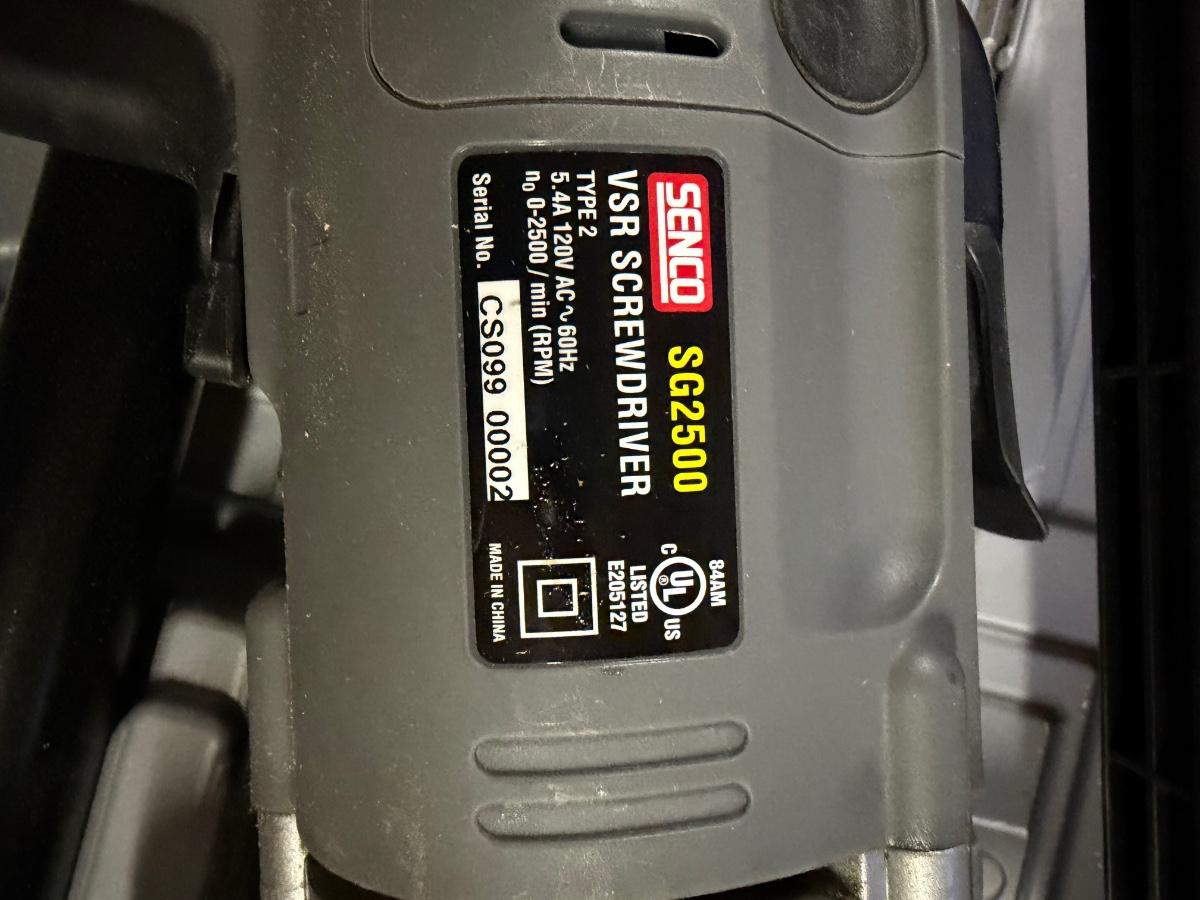 SENCO SG2500
VSR SCREWDRIVER
TYPE 2
5.4A 120V AC~60Hz
n₀ 0-2500 / min (RPM)
Serial No. CS099 00002
84AM
C UL ® US
LISTED
E205127
MADE IN CHINA